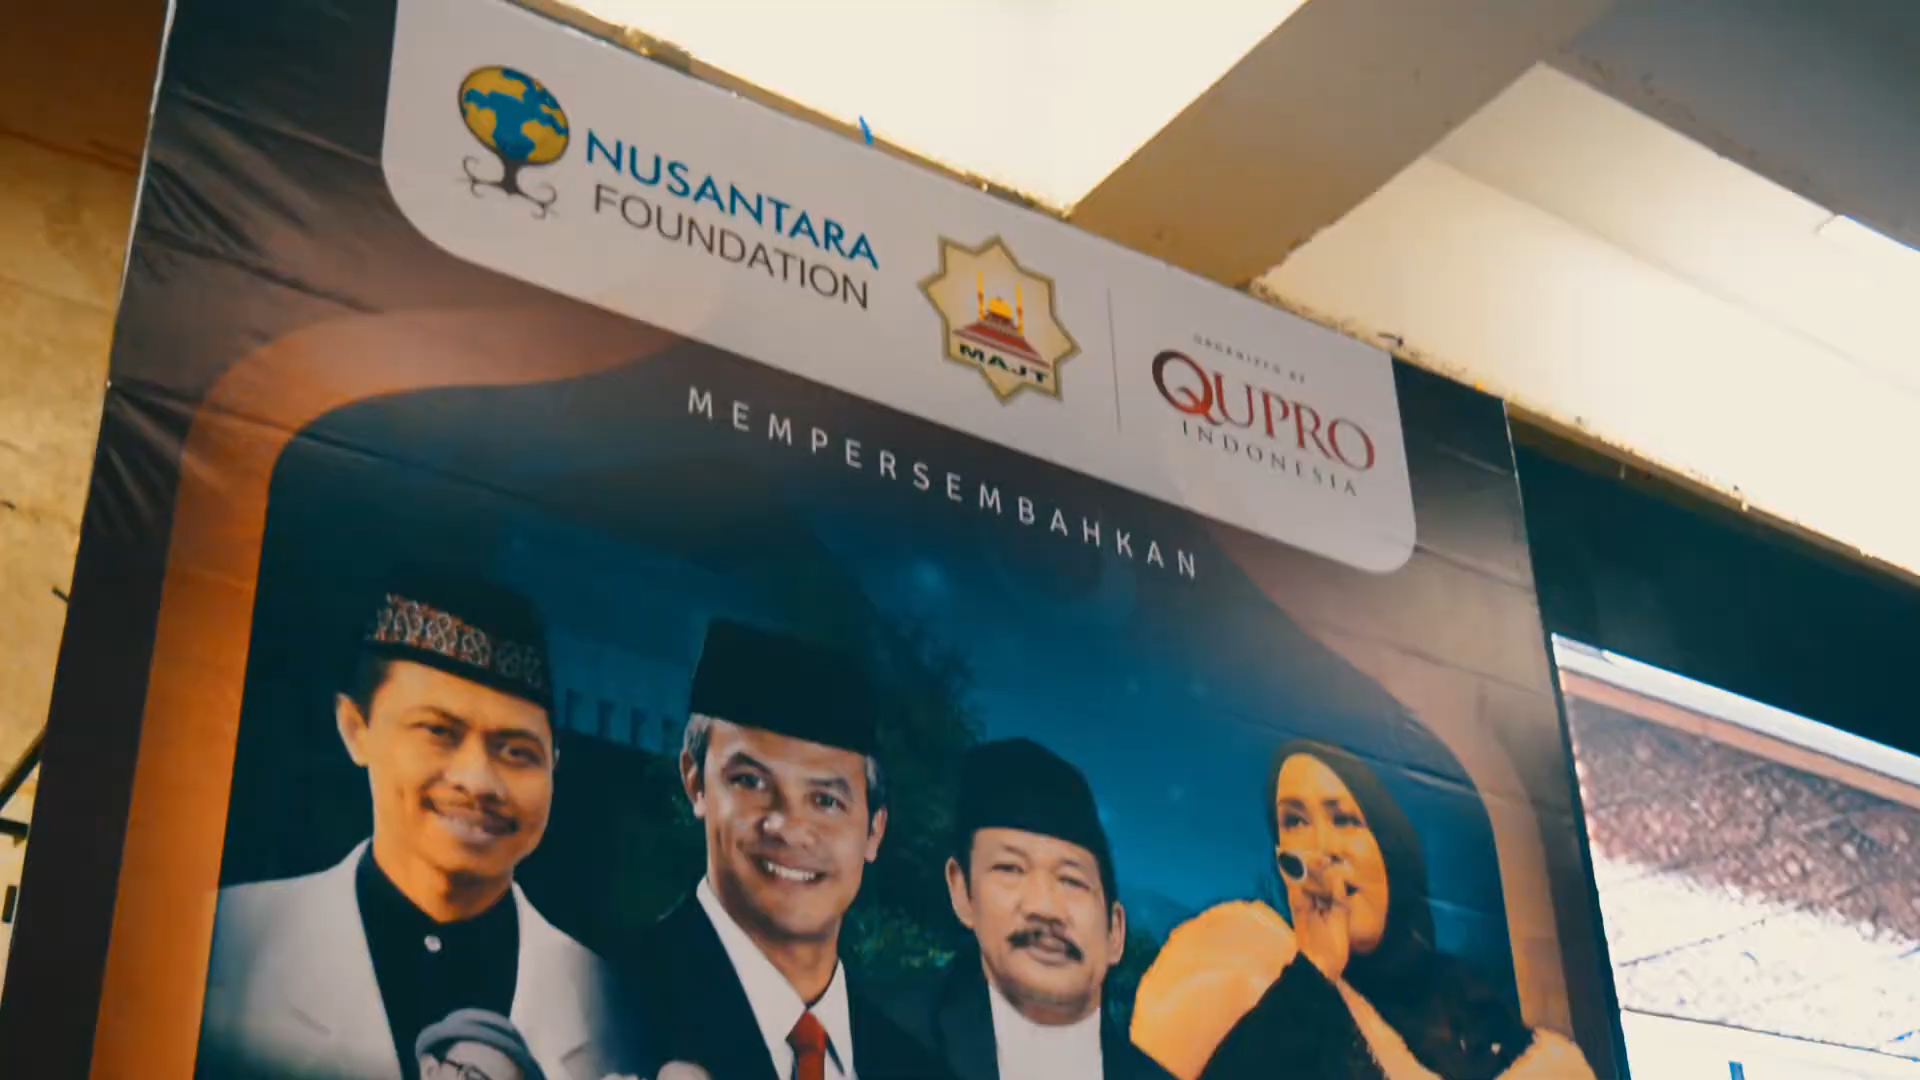 NUSANTARA
FOUNDATION
MAJT
ORGANIZED BY
QUPRO
INDONESIA
MEMPERSEMBAHKAN